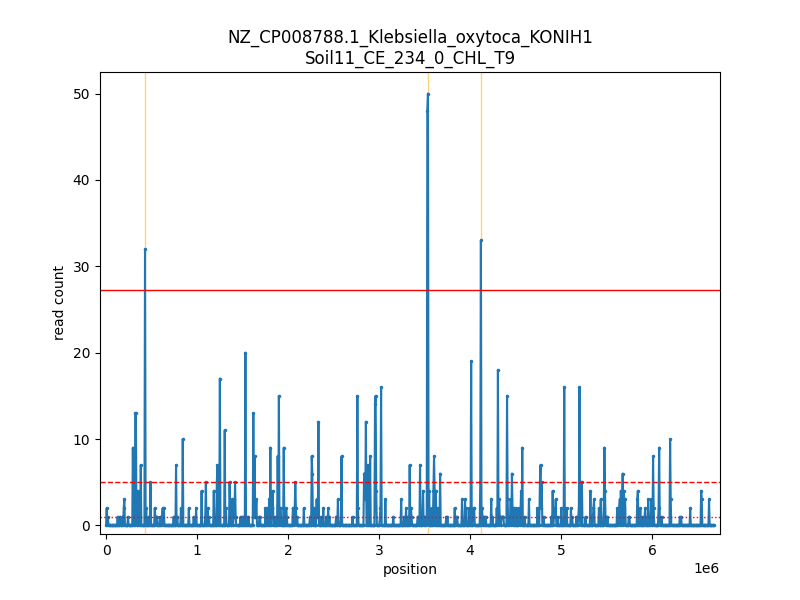 NZ_CP008788.1_Klebsiella_oxytoca_KONIH1
Soil11_CE_234_0_CHL_T9
50
40
30
20
10
0
read count
0 1 2 3 4 5 6
1e6
position